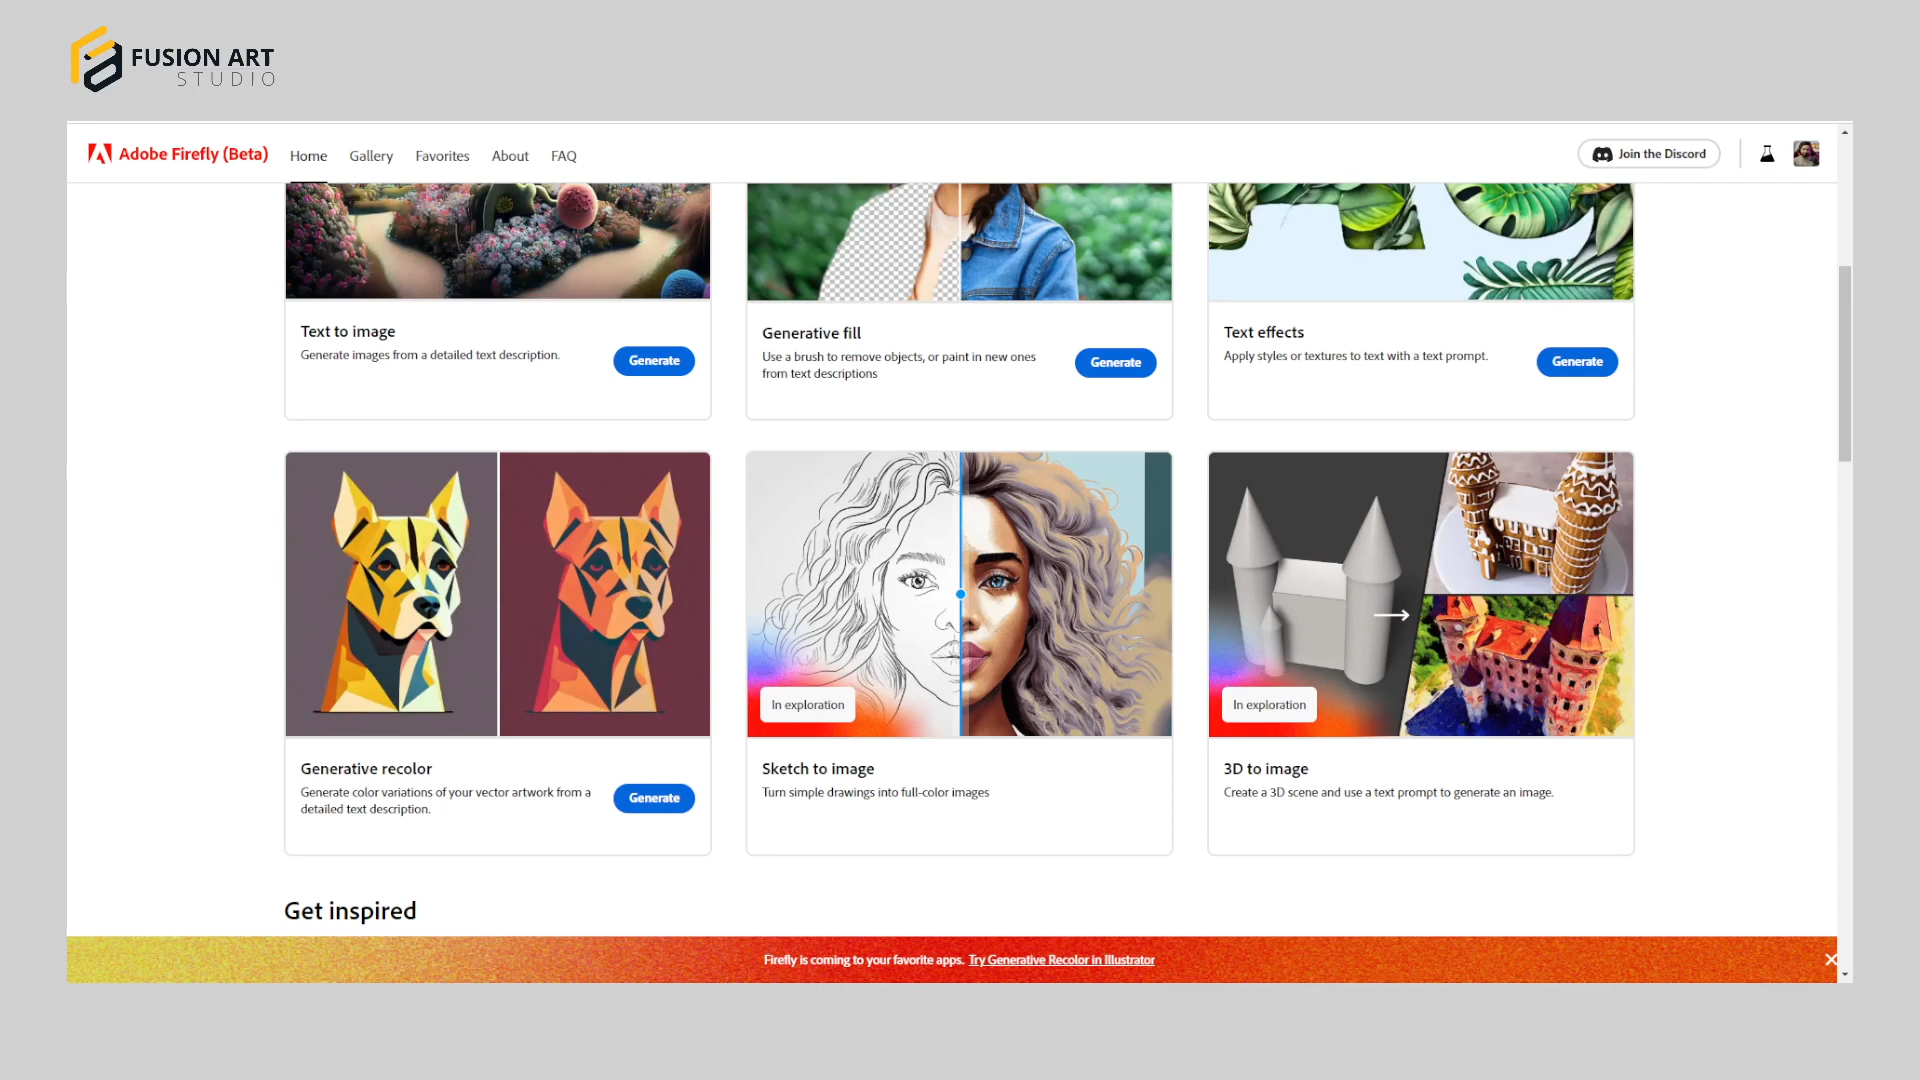 FUSION ART
STUDIO
Adobe Firefly (Beta)
Home
Gallery
Favorites
About
FAQ
Join the Discord
Text to image
Generate images from a detailed text description.
Generate
Generative fill
Use a brush to remove objects, or paint in new ones
from text descriptions
Generate
Text effects
Apply styles or textures to text with a text prompt.
Generate
In exploration
In exploration
Generative recolor
Generate color variations of your vector artwork from a
detailed text description.
Generate
Sketch to image
Turn simple drawings into full-color images
3D to image
Create a 3D scene and use a text prompt to generate an image.
Get inspired
Firefly is coming to your favorite apps. Try Generative Recolor in Illustrator